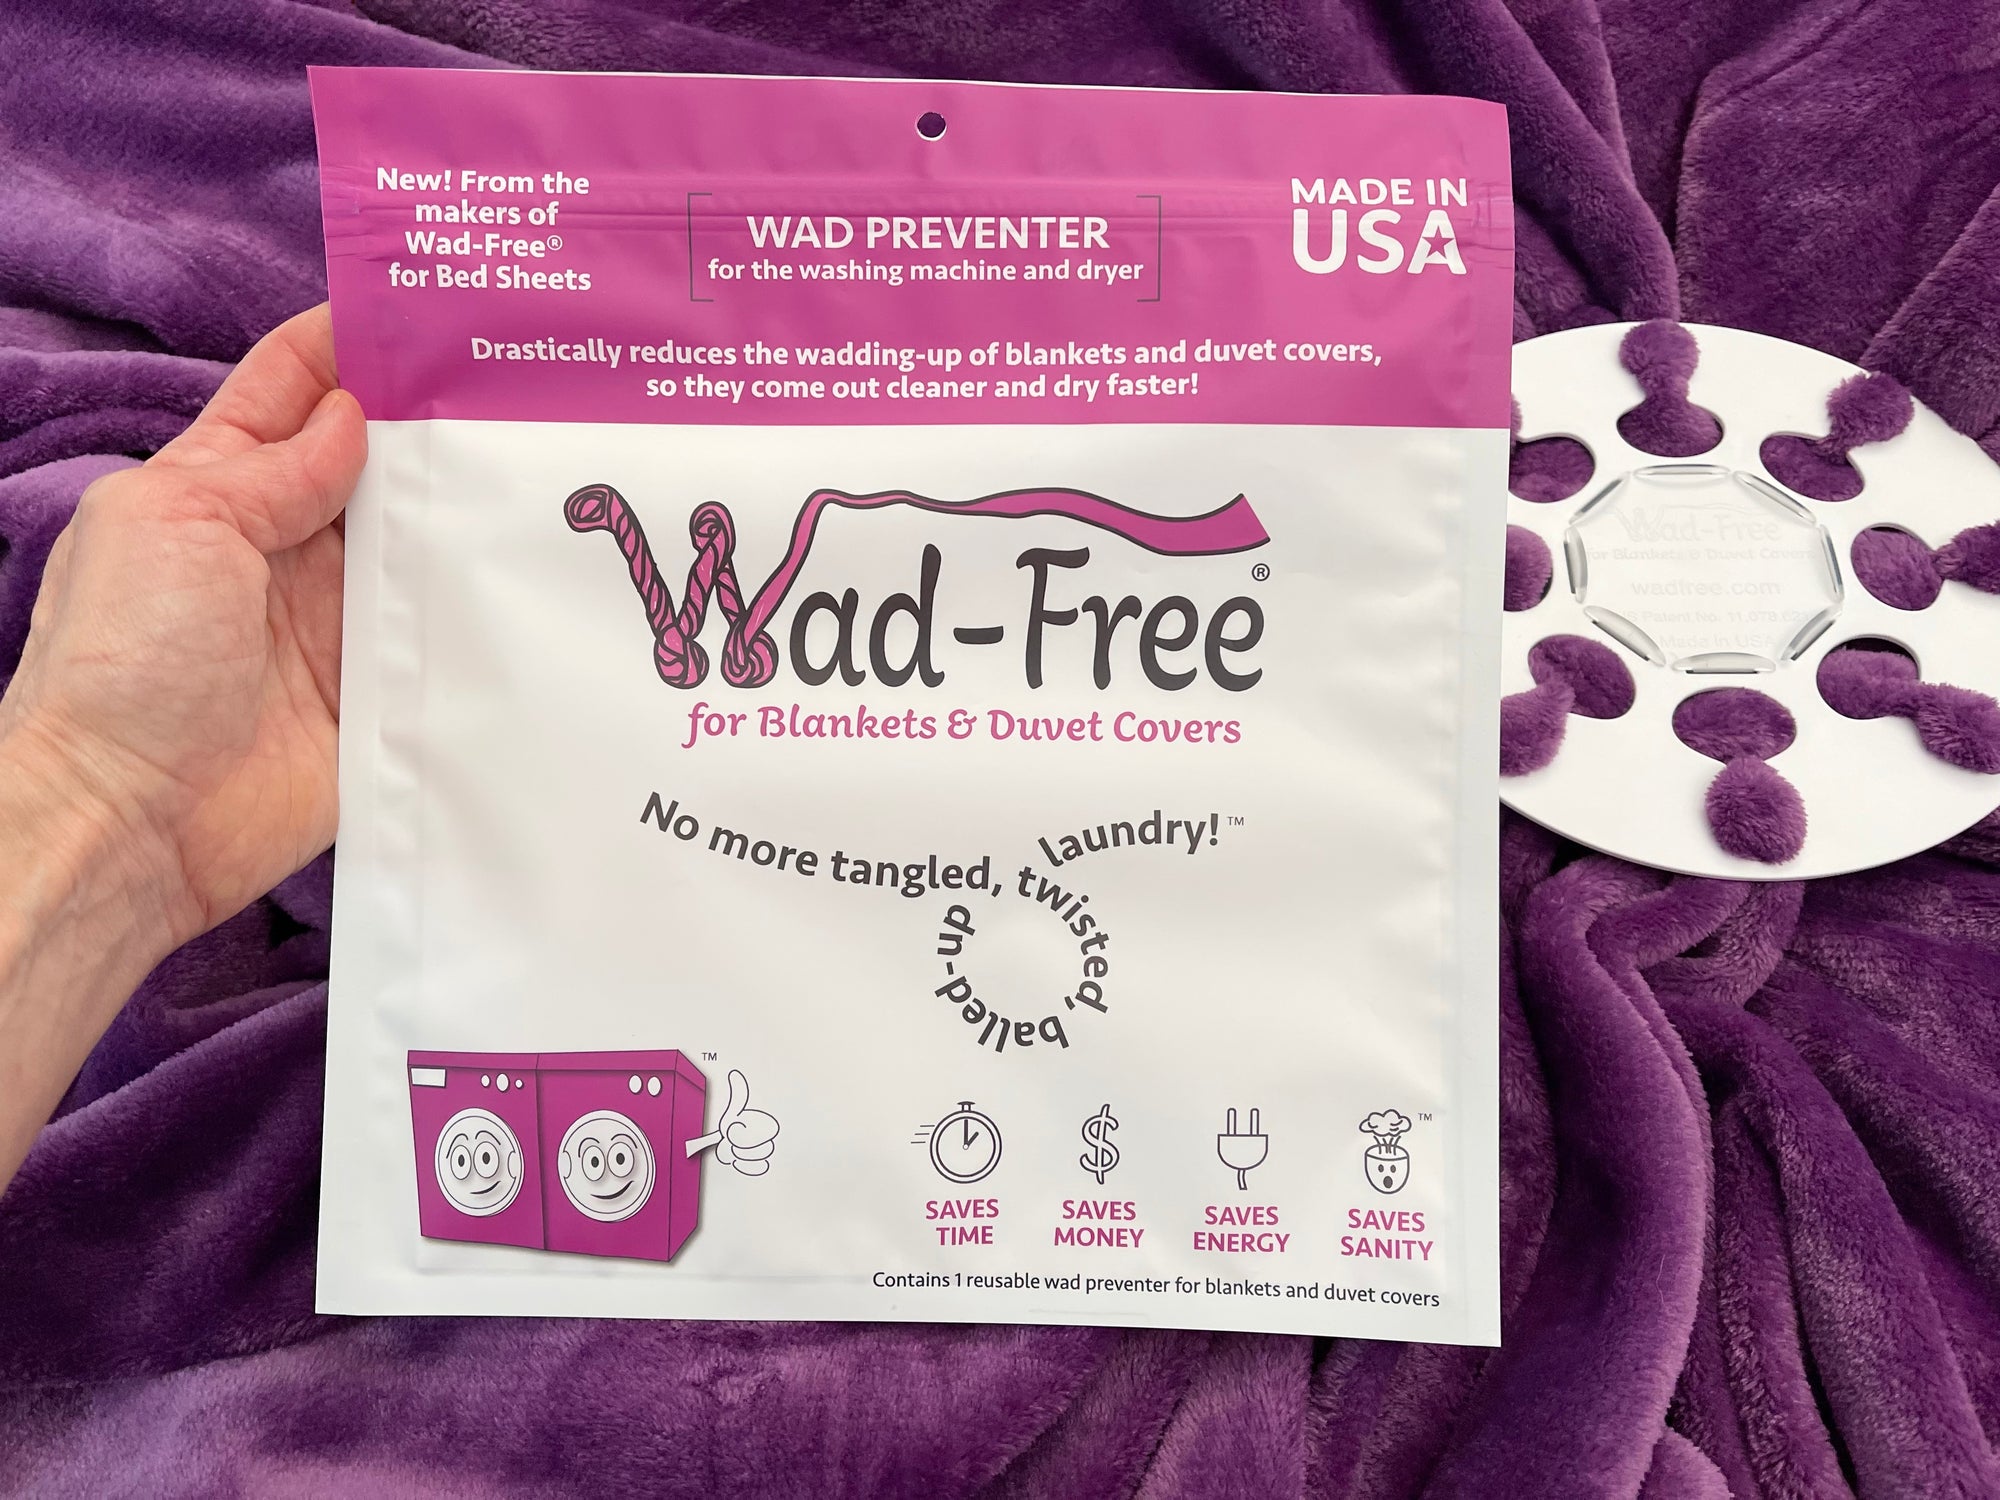 New! From the
makers of
Wad-Free®
for Bed Sheets
WAD PREVENTER
for the washing machine and dryer
MADE IN
USA
Drastically reduces the wadding-up of blankets and duvet covers,
so they come out cleaner and dry faster!
Wad-Free®
for Blankets & Duvet Covers
No more tangled, twisted, balled-up laundry!™
™
SAVES
TIME
SAVES
MONEY
SAVES
ENERGY
™
SAVES
SANITY
Contains 1 reusable wad preventer for blankets and duvet covers
Wad-Free
for Blankets & Duvet Covers
wadfree.com
Patent No.
Made in USA